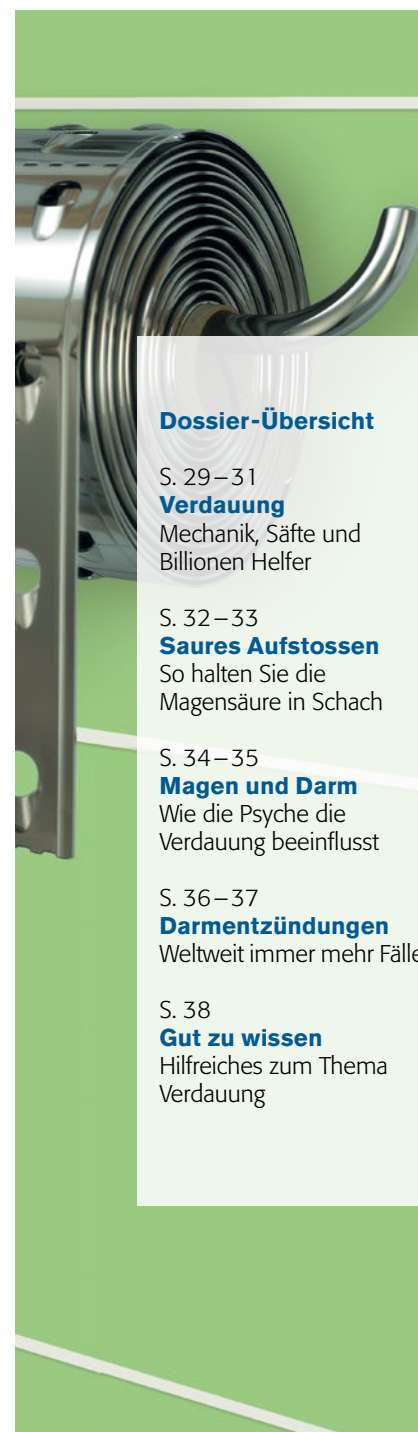 Dossier-Übersicht
S. 29–31
Verdauung
Mechanik, Säfte und
Billionen Helfer
S. 32–33
Saures Aufstossen
So halten Sie die
Magensäure in Schach
S. 34–35
Magen und Darm
Wie die Psyche die
Verdauung beeinflusst
S. 36–37
Darmentzündungen
Weltweit immer mehr Fälle
S. 38
Gut zu wissen
Hilfreiches zum Thema
Verdauung